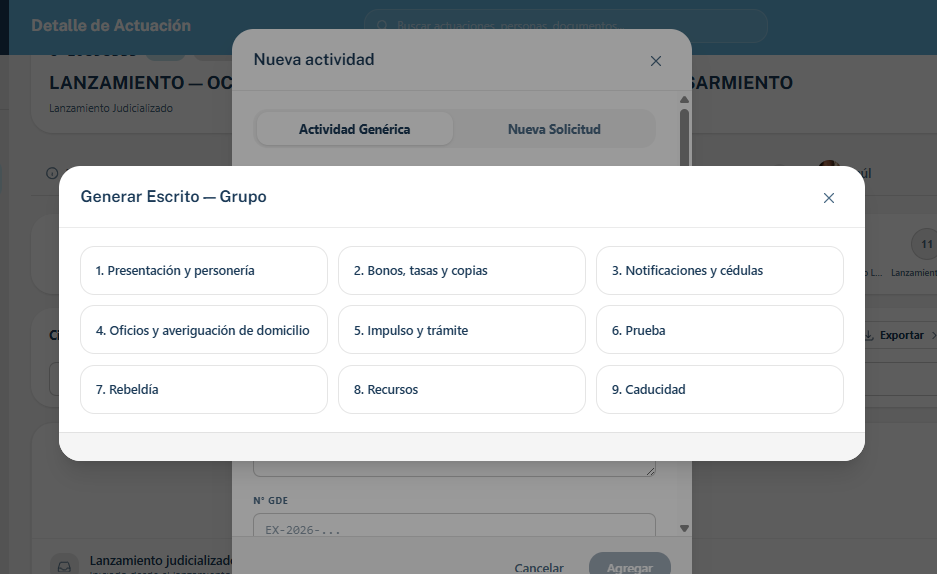 Detalle de Actuación
Buscar actuaciones, personas, documentos...
LANZAMIENTO — OC
SARMIENTO
Lanzamiento Judicializado
Nueva actividad
Actividad Genérica
Nueva Solicitud
Generar Escrito — Grupo
1. Presentación y personería
2. Bonos, tasas y copias
3. Notificaciones y cédulas
4. Oficios y averiguación de domicilio
5. Impulso y trámite
6. Prueba
7. Rebeldía
8. Recursos
9. Caducidad
11
Lanzamient
Exportar
N° GDE
EX-2026-...
Lanzamiento judicializado
Cancelar
Agregar